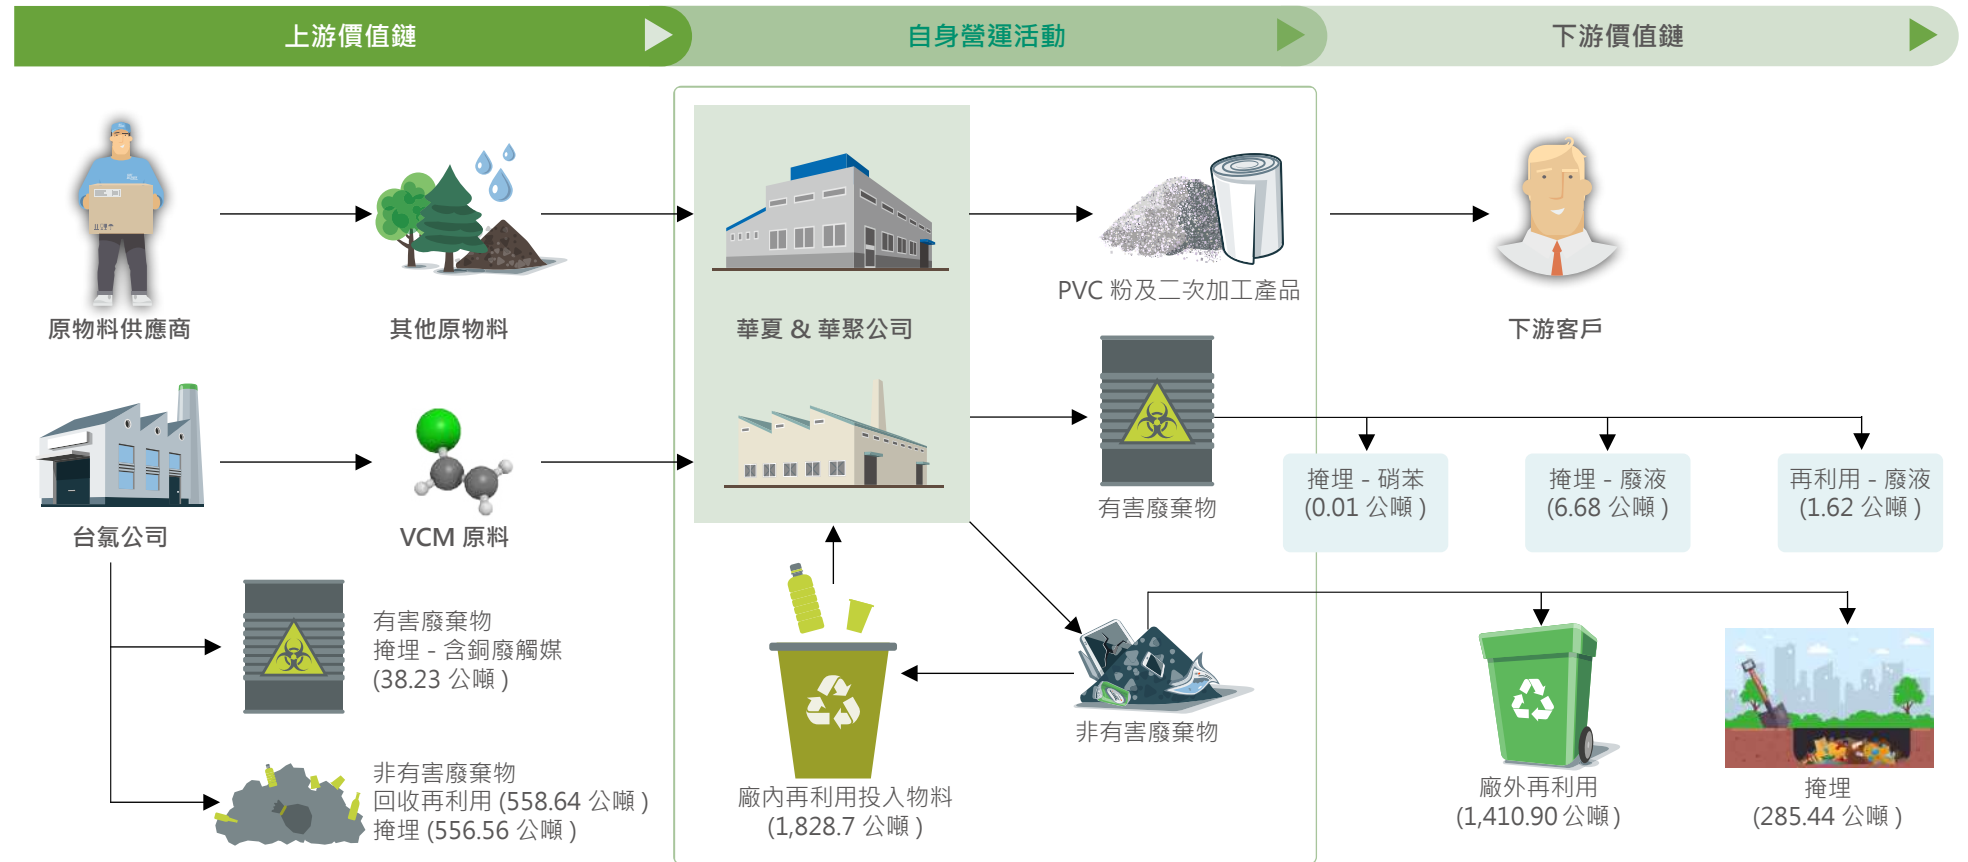 上游價值鏈
自身營運活動
下游價值鏈
原物料供應商
其他原物料
華夏 & 華聚公司
PVC 粉及二次加工產品
下游客戶
台氯公司
VCM 原料
有害廢棄物
掩埋 - 硝苯
(0.01 公噸 )
掩埋 - 廢液
(6.68 公噸 )
再利用 - 廢液
(1.62 公噸 )
有害廢棄物
掩埋 - 含銅廢觸媒
(38.23 公噸 )
非有害廢棄物
回收再利用 (558.64 公噸 )
掩埋 (556.56 公噸 )
廠內再利用投入物料
(1,828.7 公噸 )
非有害廢棄物
廠外再利用
(1,410.90 公噸 )
掩埋
(285.44 公噸 )